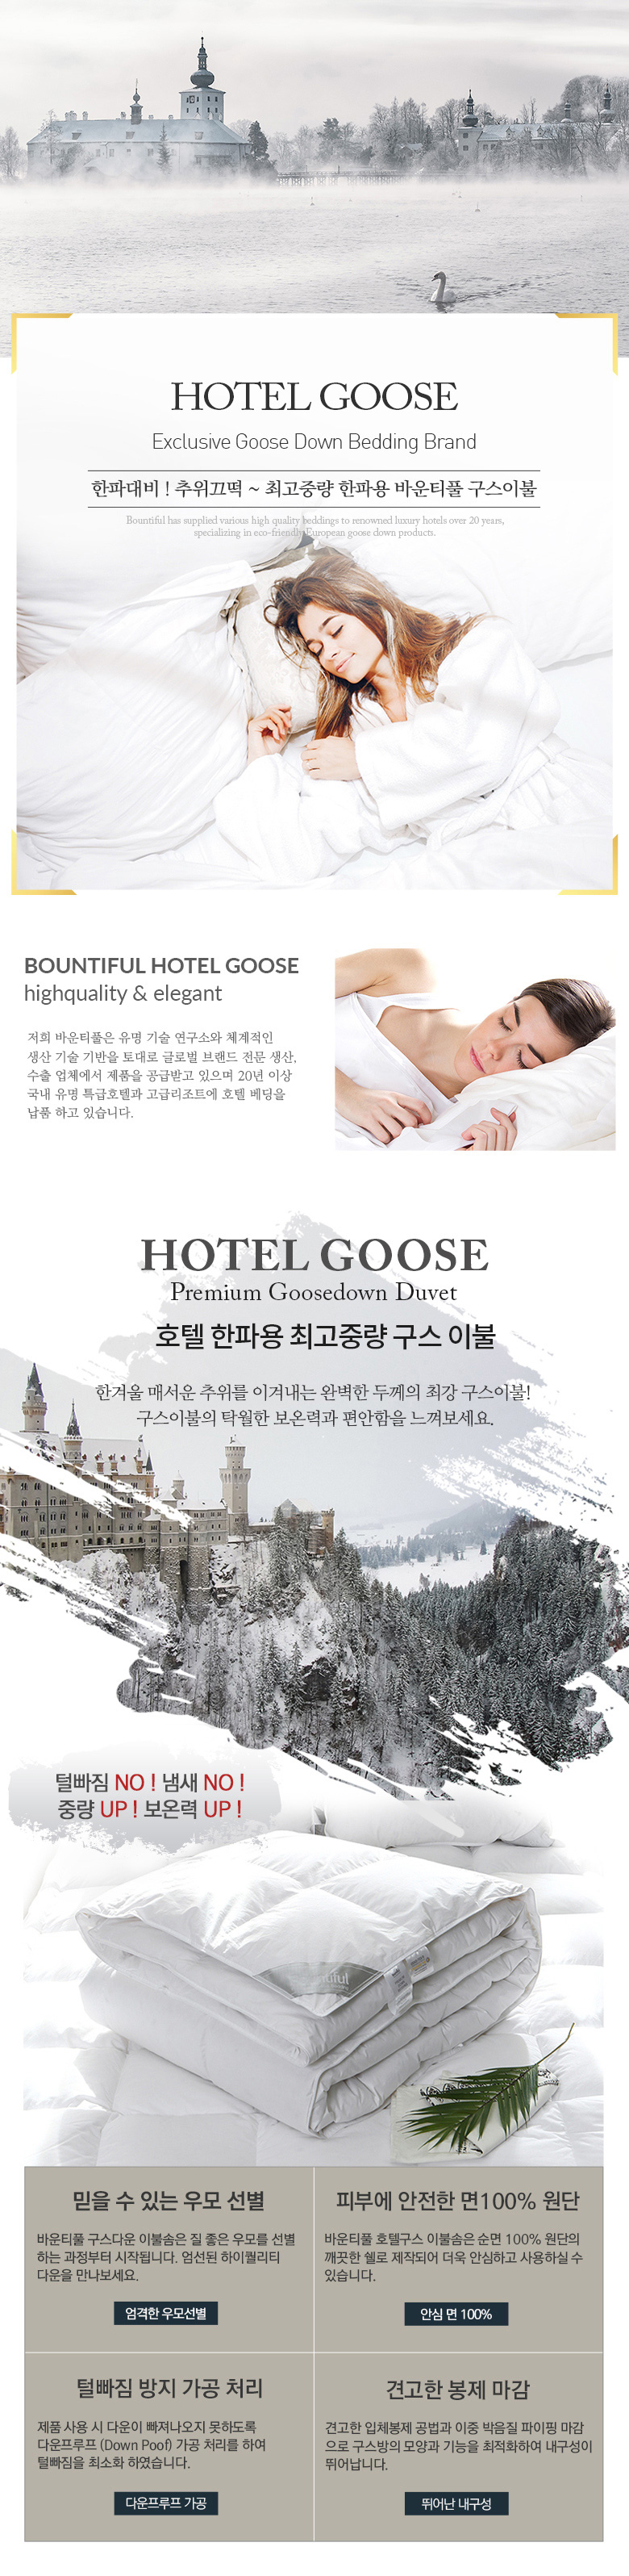 HOTEL GOOSE
Exclusive Goose Down Bedding Brand
한파대비 ! 추위끄떡 ~ 최고중량 한파용 바운티풀 구스이불
Bountiful has supplied various high quality beddings to renowned luxury hotels over 20 years,
specializing in eco-friendly European goose down products.
BOUNTIFUL HOTEL GOOSE
highquality & elegant
저희 바운티풀은 유명 기술 연구소와 체계적인
생산 기술 기반을 토대로 글로벌 브랜드 전문 생산,
수출 업체에서 제품을 공급받고 있으며 20년 이상
국내 유명 특급호텔과 고급리조트에 호텔 베딩을
납품 하고 있습니다.
HOTEL GOOSE
Premium Goosedown Duvet
호텔 한파용 최고중량 구스 이불
한겨울 매서운 추위를 이겨내는 완벽한 두께의 최강 구스이불!
구스이불의 탁월한 보온력과 편안함을 느껴보세요.
털빠짐 NO ! 냄새 NO !
중량 UP ! 보온력 UP !
믿을 수 있는 우모 선별
바운티풀 구스다운 이불솜은 질 좋은 우모를 선별
하는 과정부터 시작됩니다. 엄선된 하이퀄리티
다운을 만나보세요.
엄격한 우모선별
피부에 안전한 면100% 원단
바운티풀 호텔구스 이불솜은 순면 100% 원단의
깨끗한 쉘로 제작되어 더욱 안심하고 사용하실 수
있습니다.
안심 면 100%
털빠짐 방지 가공 처리
제품 사용 시 다운이 빠져나오지 못하도록
다운프루프 (Down Poof) 가공 처리를 하여
털빠짐을 최소화 하였습니다.
다운프루프 가공
견고한 봉제 마감
견고한 입체봉제 공법과 이중 박음질 파이핑 마감
으로 구스방의 모양과 기능을 최적화하여 내구성이
뛰어납니다.
뛰어난 내구성